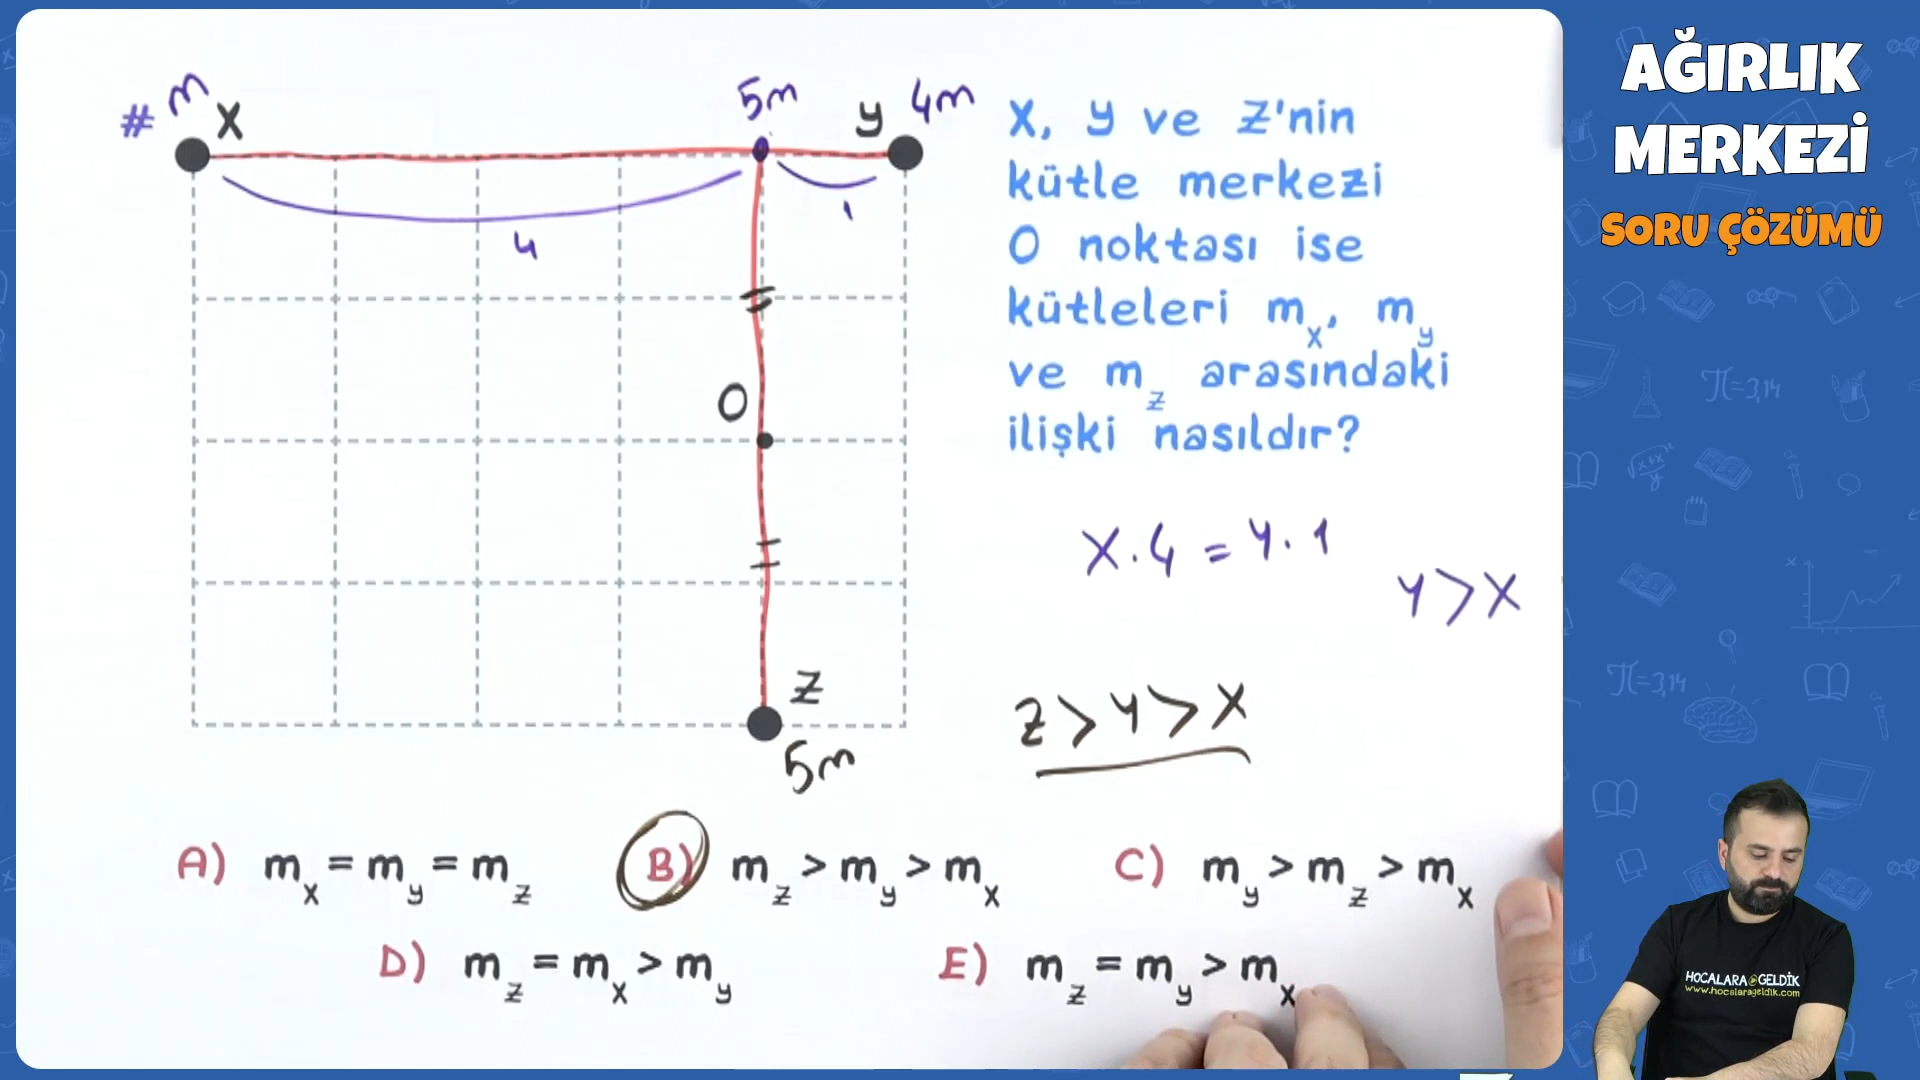 AĞIRLIK
MERKEZİ
SORU ÇÖZÜMÜ
# m x
5m
y 4m
4
1
O
z
5m
x, y ve z'nin
kütle merkezi
O noktası ise
kütleleri mx, my
ve mz arasındaki
ilişki nasıldır?
X.4 = Y.1
Y>X
Z>Y>X
A) mx = my = mz
B) mz > my > mx
C) my > mz > mx
D) mz = mx > my
E) mz = my > mx
HOCALARA GELDİK
www.hocalarageldik.com
π=3,14
π=3,14